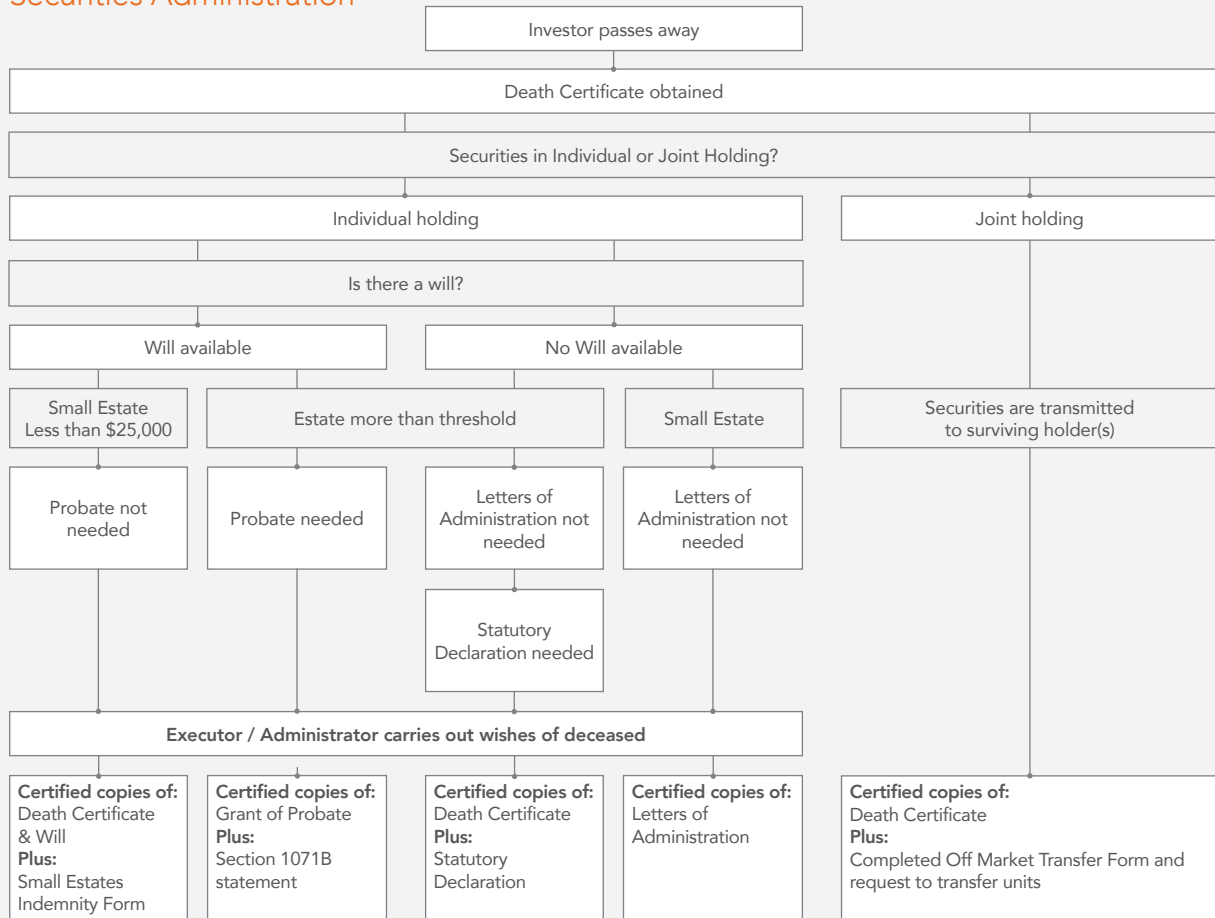 Securities Administration
Investor passes away
Death Certificate obtained
Securities in Individual or Joint Holding?
Individual holding
Joint holding
Is there a will?
Will available
No Will available
Small Estate
Less than $25,000
Estate more than threshold
Small Estate
Securities are transmitted
to surviving holder(s)
Probate not
needed
Probate needed
Letters of
Administration not
needed
Letters of
Administration not
needed
Statutory
Declaration needed
Executor / Administrator carries out wishes of deceased
Certified copies of:
Death Certificate
& Will
Plus:
Small Estates
Indemnity Form
Certified copies of:
Grant of Probate
Plus:
Section 1071B
statement
Certified copies of:
Death Certificate
Plus:
Statutory
Declaration
Certified copies of:
Letters of
Administration
Certified copies of:
Death Certificate
Plus:
Completed Off Market Transfer Form and
request to transfer units